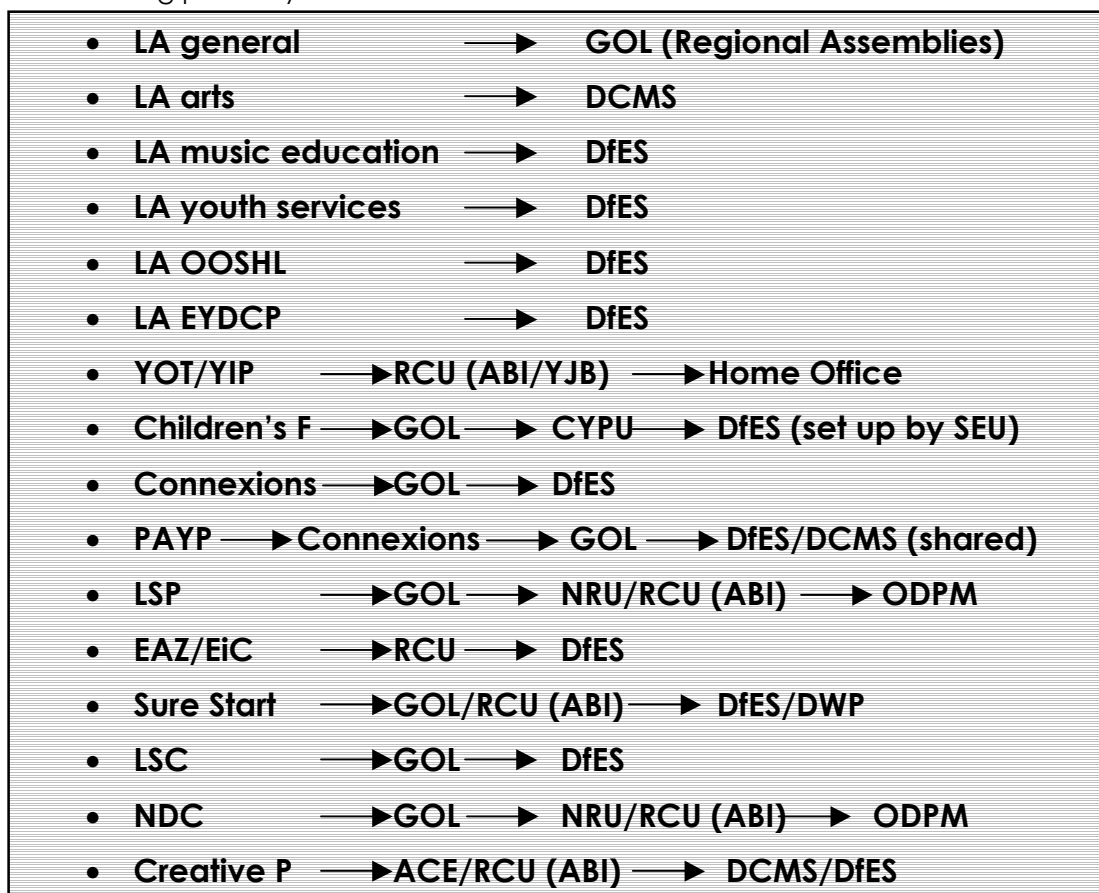 • LA general → GOL (Regional Assemblies)
• LA arts → DCMS
• LA music education → DfES
• LA youth services → DfES
• LA OOSHL → DfES
• LA EYDCP → DfES
• YOT/YIP → RCU (ABI/YJB) → Home Office
• Children’s F → GOL → CYPU → DfES (set up by SEU)
• Connexions → GOL → DfES
• PAYP → Connexions → GOL → DfES/DCMS (shared)
• LSP → GOL → NRU/RCU (ABI) → ODPM
• EAZ/EiC → RCU → DfES
• Sure Start → GOL/RCU (ABI) → DfES/DWP
• LSC → GOL → DfES
• NDC → GOL → NRU/RCU (ABI) → ODPM
• Creative P → ACE/RCU (ABI) → DCMS/DfES